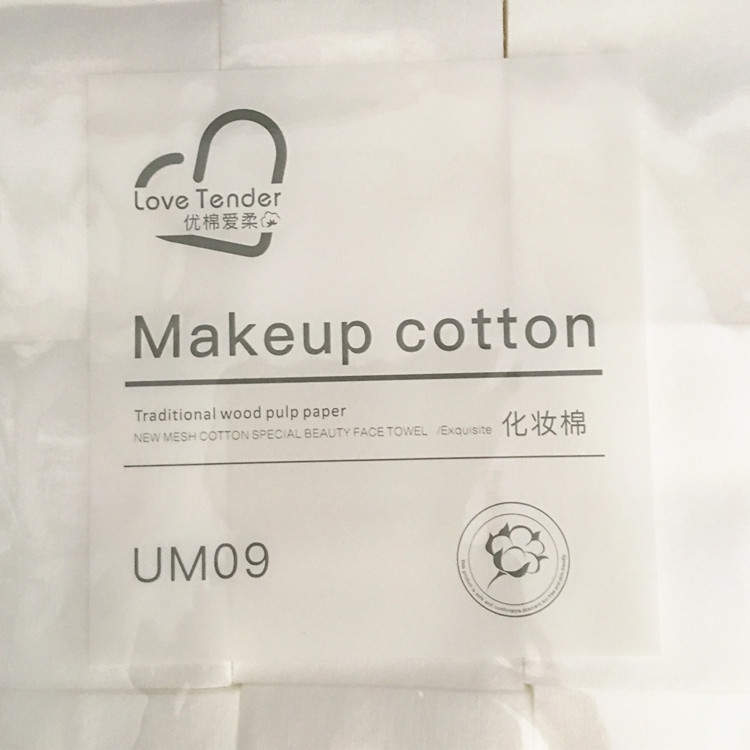 Love Tender
优棉爱柔
Makeup cotton
Traditional wood pulp paper
NEW MESH COTTON SPECIAL BEAUTY FACE TOWEL /Exquisite 化妆棉
UM09